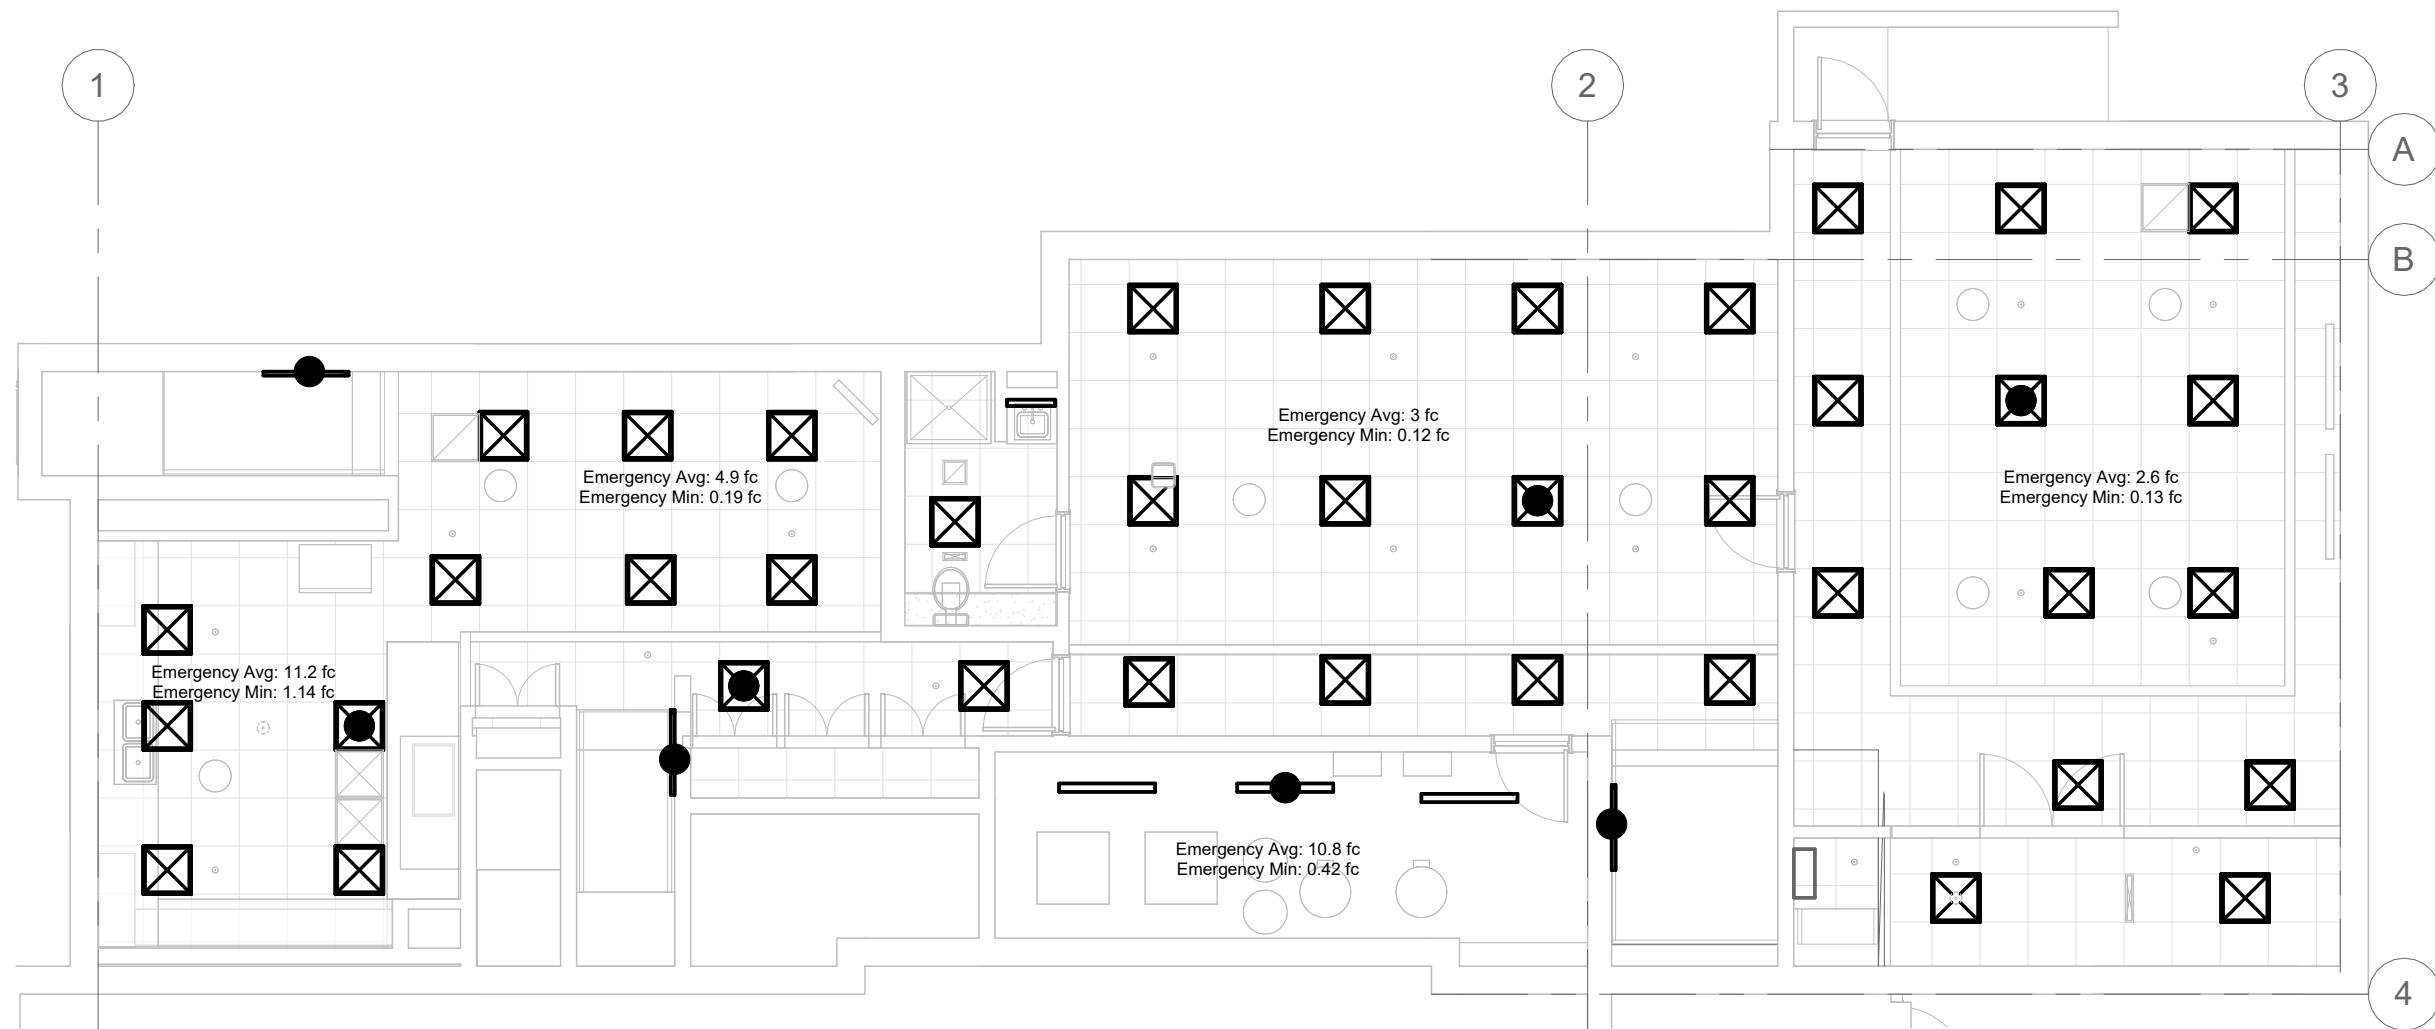 1
2
3
A
B
Emergency Avg: 3 fc
Emergency Min: 0.12 fc
Emergency Avg: 4.9 fc
Emergency Min: 0.19 fc
Emergency Avg: 2.6 fc
Emergency Min: 0.13 fc
Emergency Avg: 11.2 fc
Emergency Min: 1.14 fc
Emergency Avg: 10.8 fc
Emergency Min: 0.42 fc
4